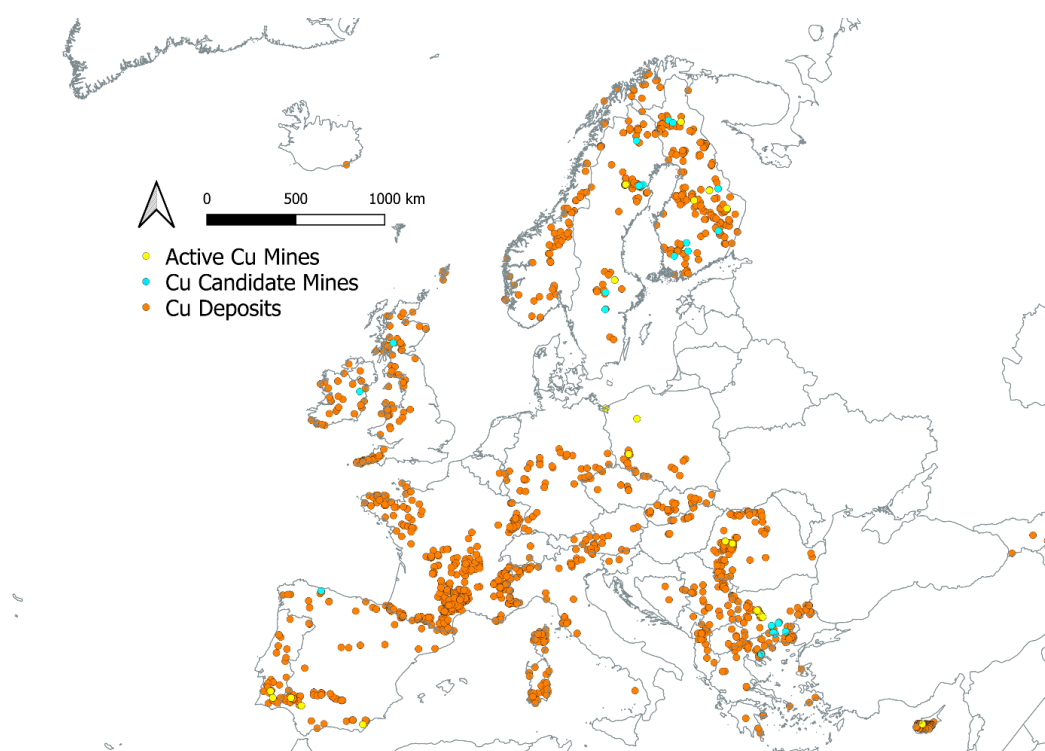 0 500 1000 km
Active Cu Mines
Cu Candidate Mines
Cu Deposits